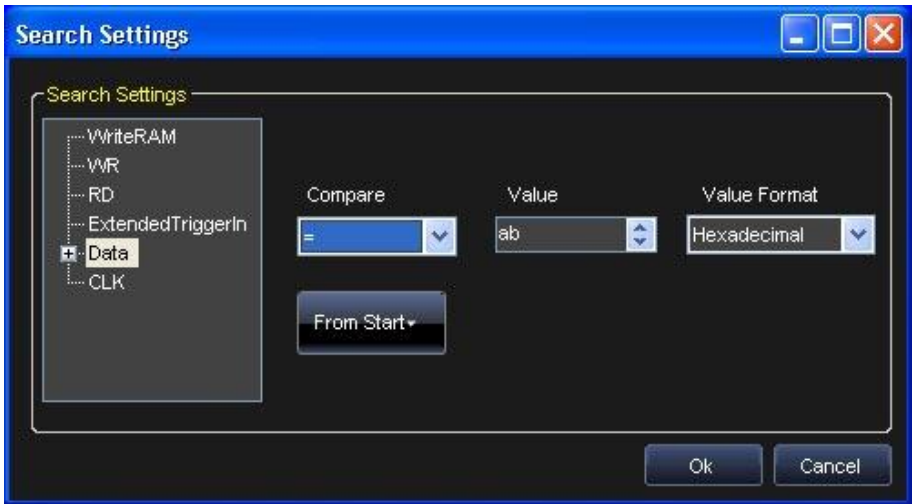 Search Settings
Search Settings
WriteRAM
WR
RD
ExtendedTriggerIn
Data
CLK
Compare Value Value Format
= ab Hexadecimal
From Start
Ok Cancel